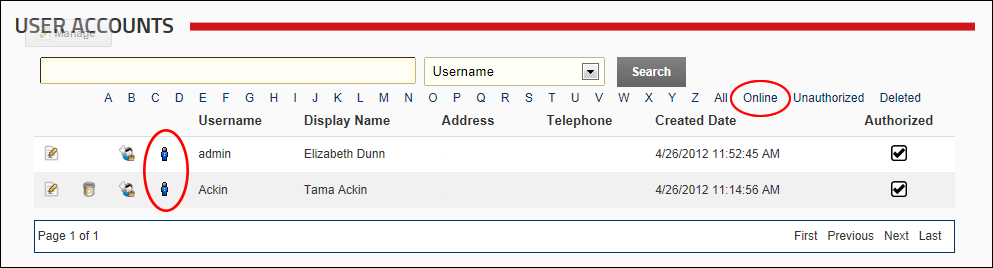 USER ACCOUNTS
Manage
Username Search
A B C D E F G H I J K L M N O P Q R S T U V W X Y Z All Online Unauthorized Deleted
Username Display Name Address Telephone Created Date Authorized
admin Elizabeth Dunn 4/26/2012 11:52:45 AM
Ackin Tama Ackin 4/26/2012 11:14:56 AM
Page 1 of 1 First Previous Next Last